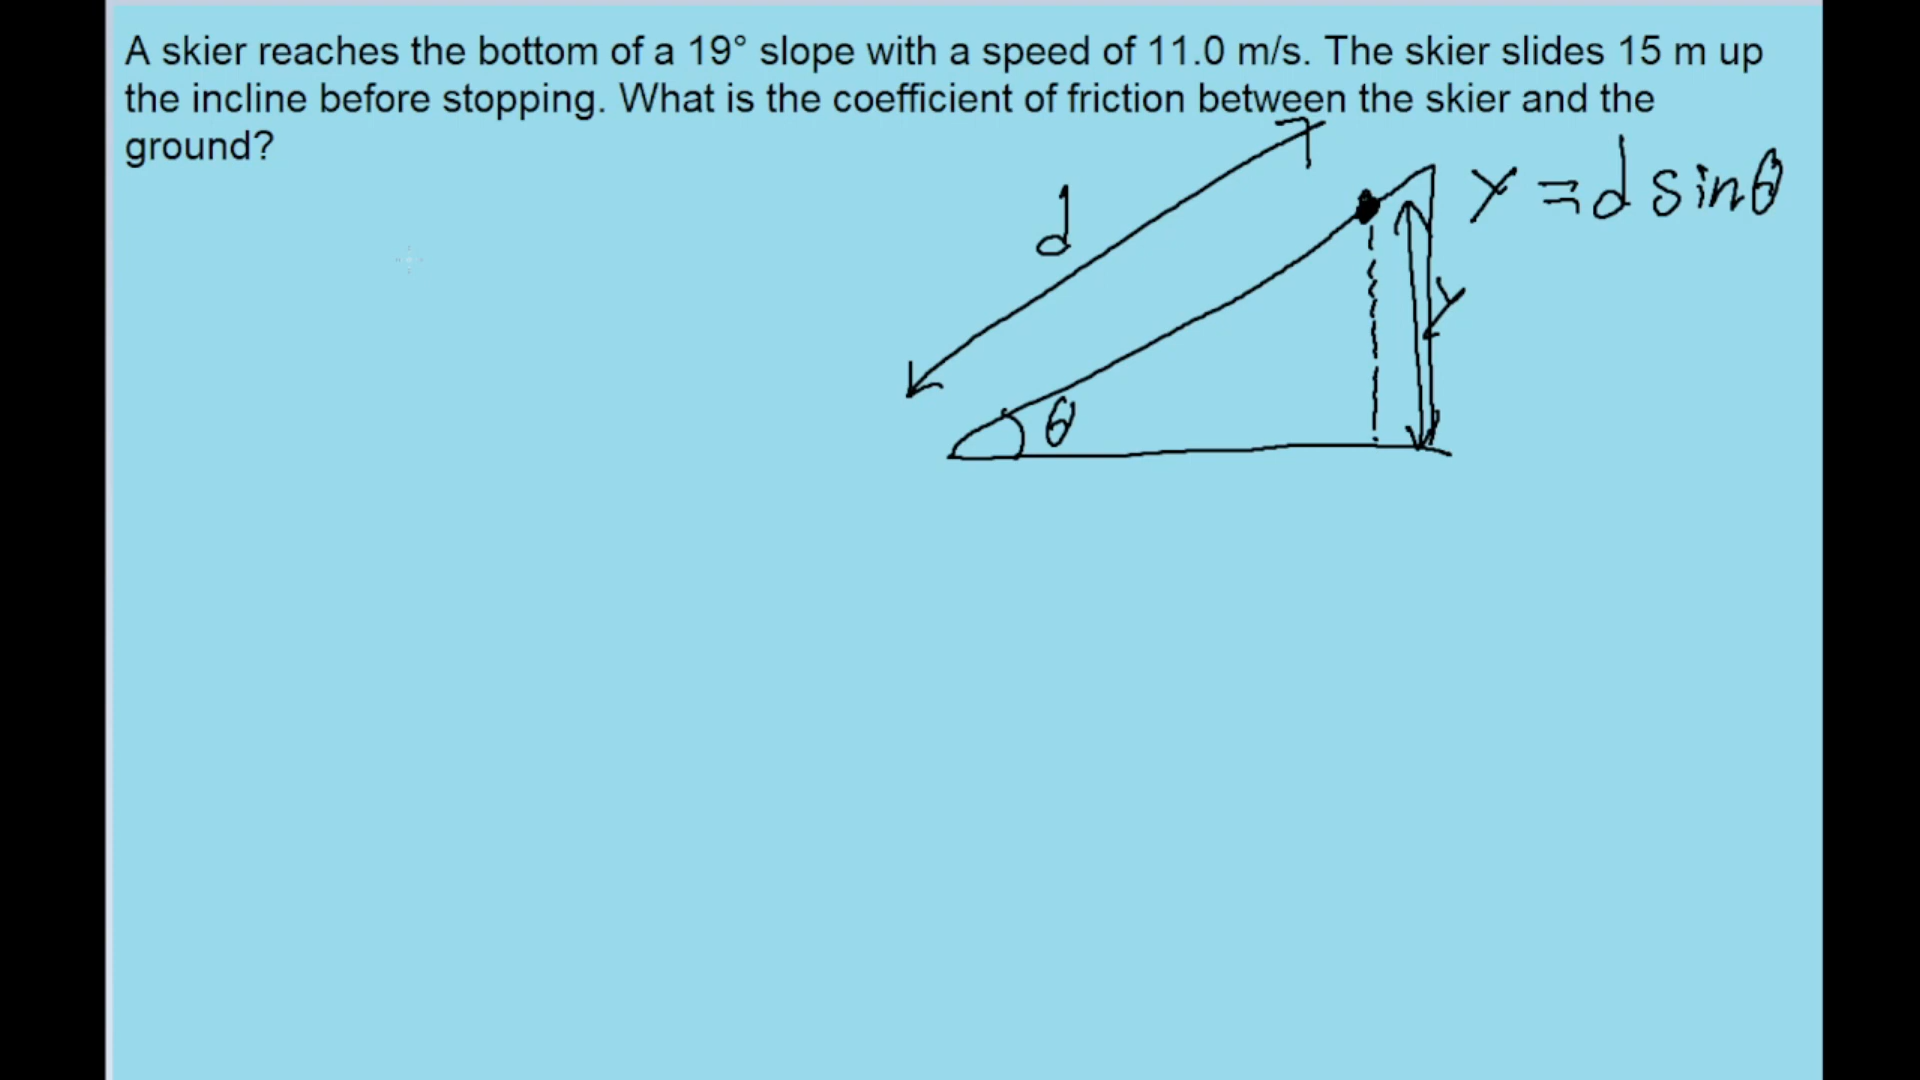 A skier reaches the bottom of a 19° slope with a speed of 11.0 m/s. The skier slides 15 m up
the incline before stopping. What is the coefficient of friction between the skier and the
ground?
y = d sinθ
d
y
θ